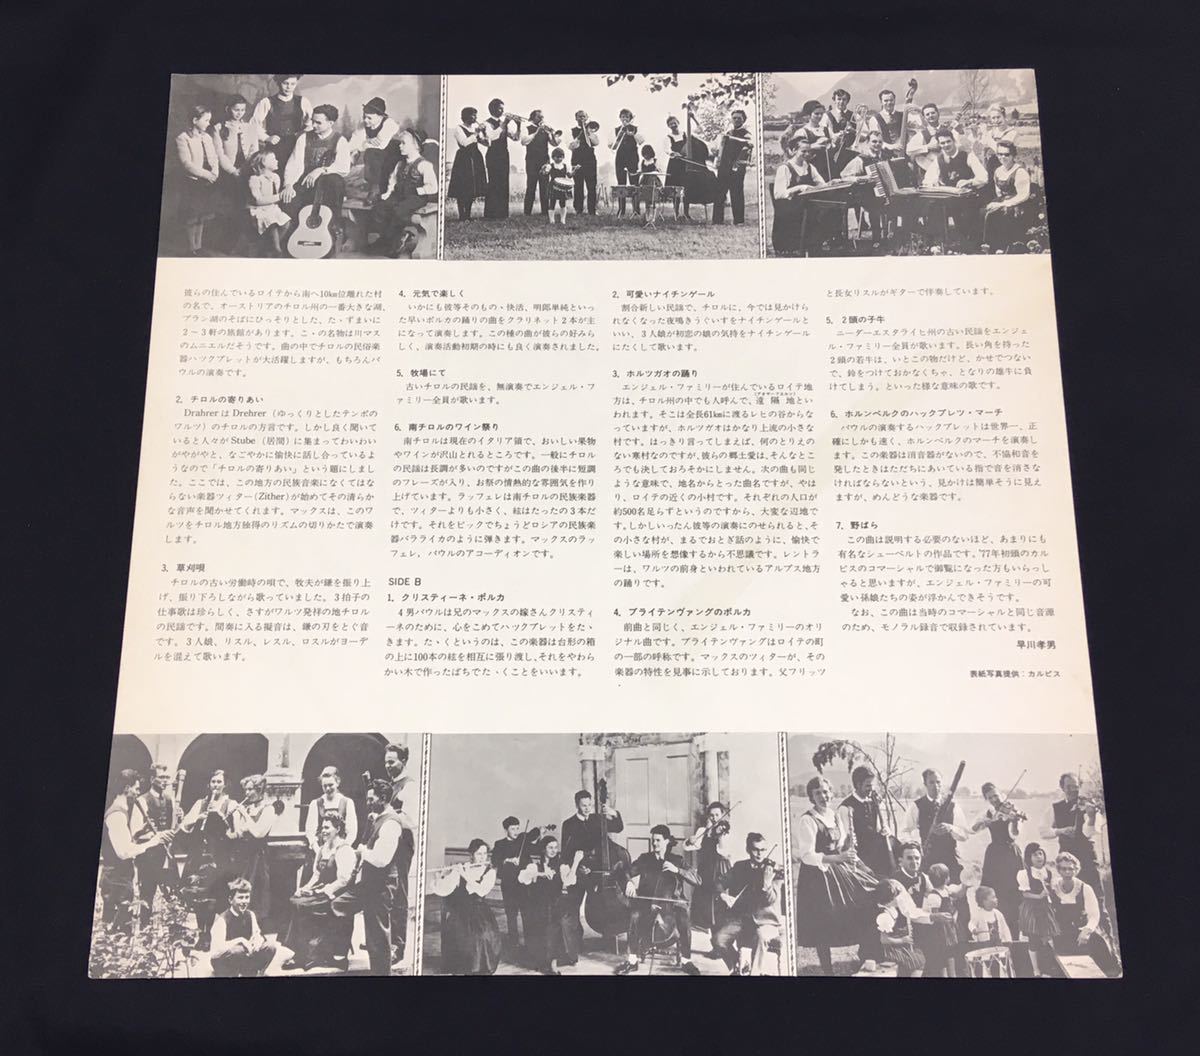 彼らの住んでいるロイテから南へ10km位離れた村
の名で、オーストリアのチロル州の一番大きな湖、
プラン湖のそばにひっそりとした、たゝずまいに
2～3軒の旅館があります。こゝの名物は川マス
のムニエルだそうです。曲の中でチロルの民俗楽
器ハックブレットが大活躍しますが、もちろんパ
ウルの演奏です。
2. チロルの寄りあい
Drahrer は Drehrer（ゆっくりとしたテンポの
ワルツ）のチロルの方言です。しかし良く聞いて
いると人々が Stube（居間）に集まってわいわい
がやがやと、なごやかに愉快に話し合っているよ
うなので「チロルの寄りあい」という題にしまし
た。ここでは、この地方の民族音楽になくてはな
らない楽器ツィター(Zither)が始めてその清らか
な音声を聞かせてくれます。マックスは、このワ
ルツをチロル地方独得のリズムの切りかたで演奏
します。
3. 草刈唄
チロルの古い労働時の唄で、牧夫が鎌を振り上
げ、振り下ろしながら歌っていました。3拍子の
仕事歌は珍らしく、さすがワルツ発祥の地チロル
の民謡です。間奏に入る擬音は、鎌の刃をとぐ音
です。3人娘、リスル、レスル、ロスルがヨーデ
ルを混えて歌います。
4. 元気で楽しく
いかにも彼等そのもの、快活、明郎単純といっ
た早いポルカの踊りの曲をクラリネット2本が主
になって演奏します。この種の曲が彼らの好みら
しく、演奏活動初期の時にも良く演奏されました。
5. 牧場にて
古いチロルの民謡を、無演奏でエンジェル・フ
ァミリー全員が歌います。
6. 南チロルのワイン祭り
南チロルは現在のイタリア領で、おいしい果物
やワインが沢山とれるところです。一般にチロル
の民謡は長調が多いのですがこの曲の後半に短調
のフレーズが入り、お祭の情熱的な雰囲気を作り
上げています。ラッフェレは南チロルの民族楽器
で、ツィターよりも小さく、絃はたったの3本だ
けです。それをピックでちょうどロシアの民族楽
器バラライカのように弾きます。マックスのラッ
フェレ、パウルのアコーディオンです。
SIDE B
1. クリスティーネ・ポルカ
4男パウルは兄のマックスの嫁さんクリスティ
ーネのために、心をこめてハックブレットをたゝ
きます。たゝくというのは、この楽器は台形の箱
の上に100本の絃を相互に張り渡し、それをやわら
かい木で作ったばちでたゝくことをいいます。
2. 可愛いナイチンゲール
割合新しい民謡で、チロルに、今では見かけら
れなくなった夜鳴きうぐいすをナイチンゲールと
いい、3人娘が初恋の娘の気持をナイチンゲール
にたくして歌います。
3. ホルツガオの踊り
エンジェル・ファミリーが住んでいるロイテ地
方は、チロル州の中でも人呼んで、遠隔地とい
われます。そこは全長61kmに渡るレヒの谷からな
っていますが、ホルツガオはかなり上流の小さな
村です。はっきり言ってしまえば、何のとりえの
ない寒村なのですが、彼らの郷土愛は、そんなとこ
ろでも決しておろそかにしません。次の曲も同じ
ような意味で、地名からとった曲名ですが、やは
り、ロイテの近くの小村です。それぞれの人口が
約500名足らずというのですから、大変な辺地で
す。しかしいったん彼等の演奏にのせられると、そ
の小さな村が、まるでおとぎ話のように、愉快で
楽しい場所を想像するから不思議です。レントラ
ーは、ワルツの前身といわれているアルプス地方
の踊りです。
4. ブライテンヴァングのポルカ
前曲と同じく、エンジェル・ファミリーのオリ
ジナル曲です。ブライテンヴァングはロイテの町
の一部の呼称です。マックスのツィターが、その
楽器の特性を見事に示しております。父フリッツ
と長女リスルがギターで伴奏しています。
5. 2頭の子牛
ニーダーエスタライヒ州の古い民謡をエンジェ
ル・ファミリー全員が歌います。長い角を持った
2頭の若牛は、いとこの物だけど、かせでつない
で、鈴をつけておかなくちゃ、となりの雄牛に負
けてしまう。といった様な意味の歌です。
6. ホルンベルクのハックブレツ・マーチ
パウルの演奏するハックブレットは世界一、正
確にしかも速く、ホルンベルクのマーチを演奏し
ます。この楽器は消音器がないので、不協和音を
発したときはただちにあいている指で音を消さな
ければならないという、見かけは簡単そうに見え
ますが、めんどうな楽器です。
7. 野ばら
この曲は説明する必要のないほど、あまりにも
有名なシューベルトの作品です。'77年初頭のカル
ピスのコマーシャルで御覧になった方もいらっし
ゃると思いますが、エンジェル・ファミリーの可
愛い孫娘たちの姿が浮かんできそうです。
なお、この曲は当時のコマーシャルと同じ音源
のため、モノラル録音で収録されています。
早川孝男
表紙写真提供：カルピス